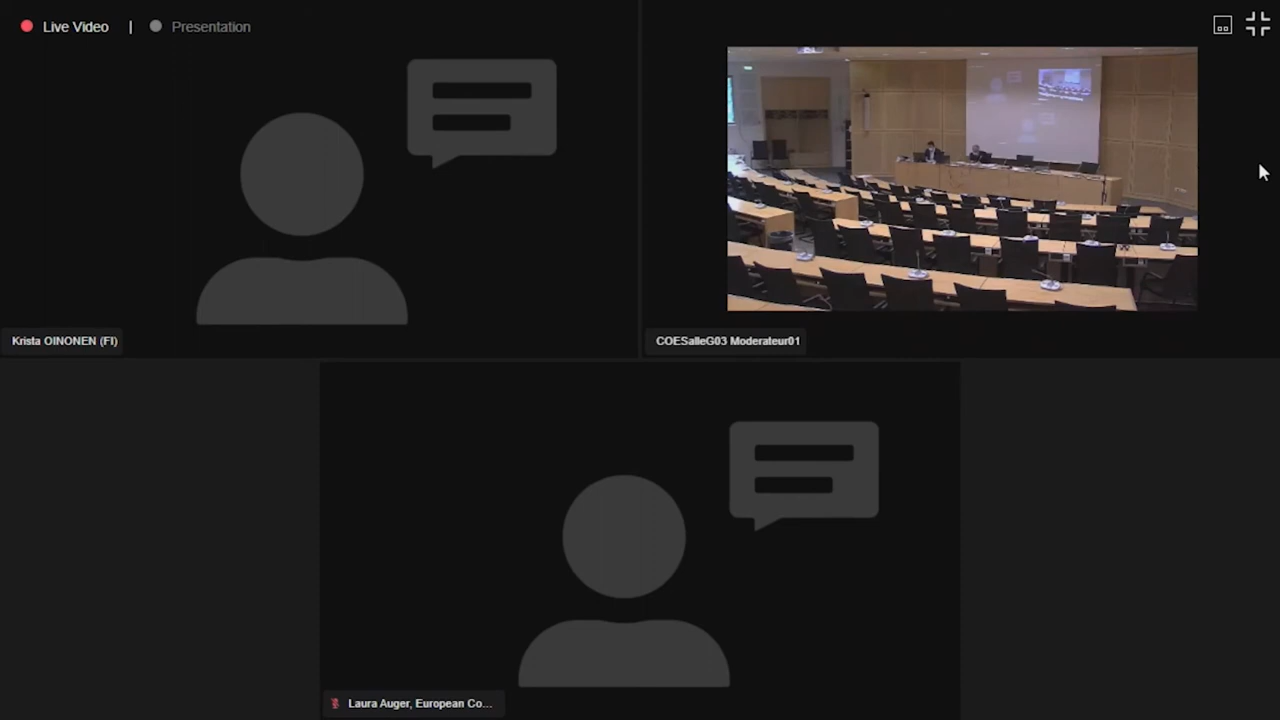 Live Video | Presentation
Krista OINONEN (FI)
COESalleG03 Moderateur01
Laura Auger, European Co...